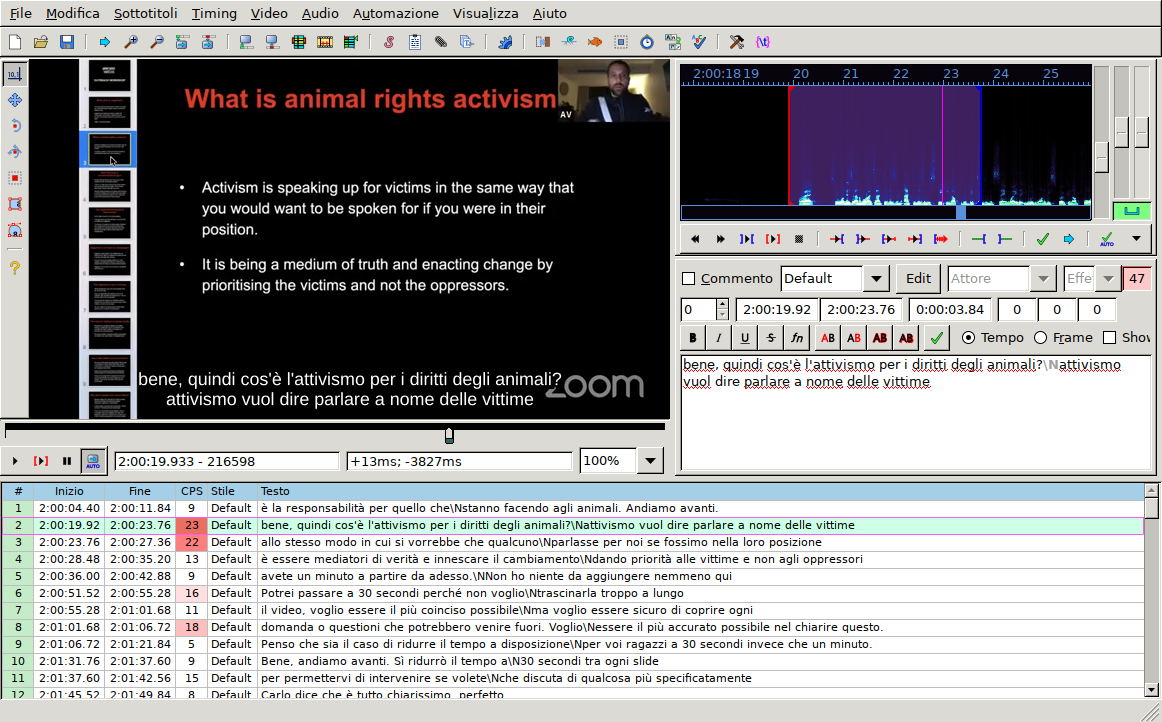 File Modifica Sottotitoli Timing Video Audio Automazione Visualizza Aiuto
What is animal rights activism
AV
• Activism is speaking up for victims in the same way that
you would want to be spoken for if you were in their
position.
• It is being a medium of truth and enacting change by
prioritising the victims and not the oppressors.
zoom
bene, quindi cos'è l'attivismo per i diritti degli animali?
attivismo vuol dire parlare a nome delle vittime
2:00:19.933 - 216598
+13ms; -3827ms
100%
2:00:18 19 20 21 22 23 24 25
Commento Default Edit Attore Effe 47
0 2:00:19.92 2:00:23.76 0:00:03.84 0 0 0
B I U S fn AB AB AB AB Tempo Frame Show
bene, quindi cos'è l'attivismo per i diritti degli animali?\Nattivismo
vuol dire parlare a nome delle vittime
# Inizio Fine CPS Stile Testo
1 2:00:04.40 2:00:11.84 9 Default è la responsabilità per quello che\Nstanno facendo agli animali. Andiamo avanti.
2 2:00:19.92 2:00:23.76 23 Default bene, quindi cos'è l'attivismo per i diritti degli animali?\Nattivismo vuol dire parlare a nome delle vittime
3 2:00:23.76 2:00:27.36 22 Default allo stesso modo in cui si vorrebbe che qualcuno\Nparlasse per noi se fossimo nella loro posizione
4 2:00:28.48 2:00:35.20 13 Default è essere mediatori di verità e innescare il cambiamento\Ndando priorità alle vittime e non agli oppressori
5 2:00:36.00 2:00:42.88 9 Default avete un minuto a partire da adesso.\NNon ho niente da aggiungere nemmeno qui
6 2:00:51.52 2:00:55.28 16 Default Potrei passare a 30 secondi perché non voglio\Ntrascinarla troppo a lungo
7 2:00:55.28 2:01:01.68 11 Default il video, voglio essere il più coinciso possibile\Nma voglio essere sicuro di coprire ogni
8 2:01:01.68 2:01:06.72 18 Default domanda o questioni che potrebbero venire fuori. Voglio\Nessere il più accurato possibile nel chiarire questo.
9 2:01:06.72 2:01:21.84 5 Default Penso che sia il caso di ridurre il tempo a disposizione\Nper voi ragazzi a 30 secondi invece che un minuto.
10 2:01:31.76 2:01:37.60 9 Default Bene, andiamo avanti. Sì ridurrò il tempo a\N30 secondi tra ogni slide
11 2:01:37.60 2:01:42.56 15 Default per permettervi di intervenire se volete\Nche discuta di qualcosa più specificatamente
12 2:01:45.52 2:01:49.84 8 Default Carlo dice che è tutto chiarissimo, perfetto